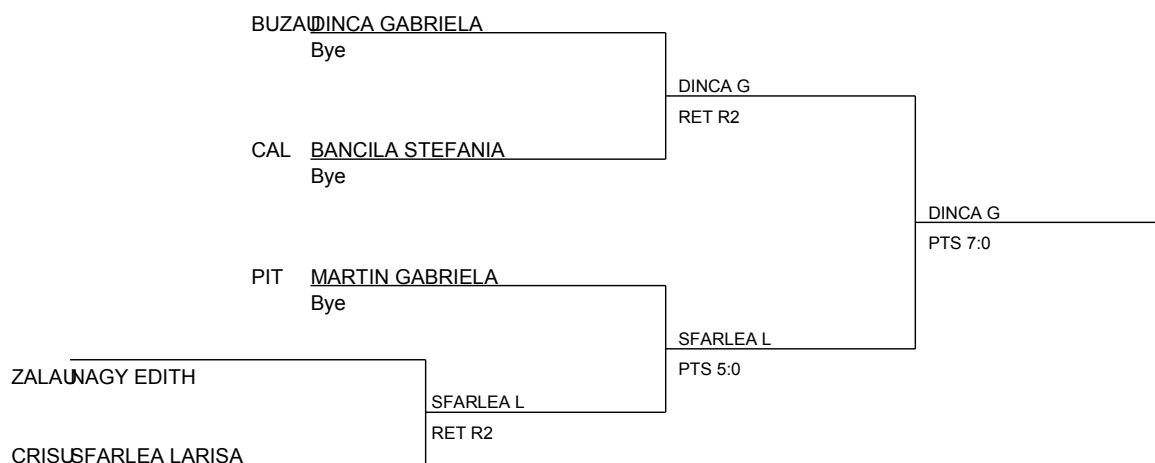 BUZAU DINCA GABRIELA
Bye
DINCA G
RET R2
CAL BANCILA STEFANIA
Bye
DINCA G
PTS 7:0
PIT MARTIN GABRIELA
Bye
SFARLEA L
PTS 5:0
ZALAU NAGY EDITH
SFARLEA L
RET R2
CRISU SFARLEA LARISA